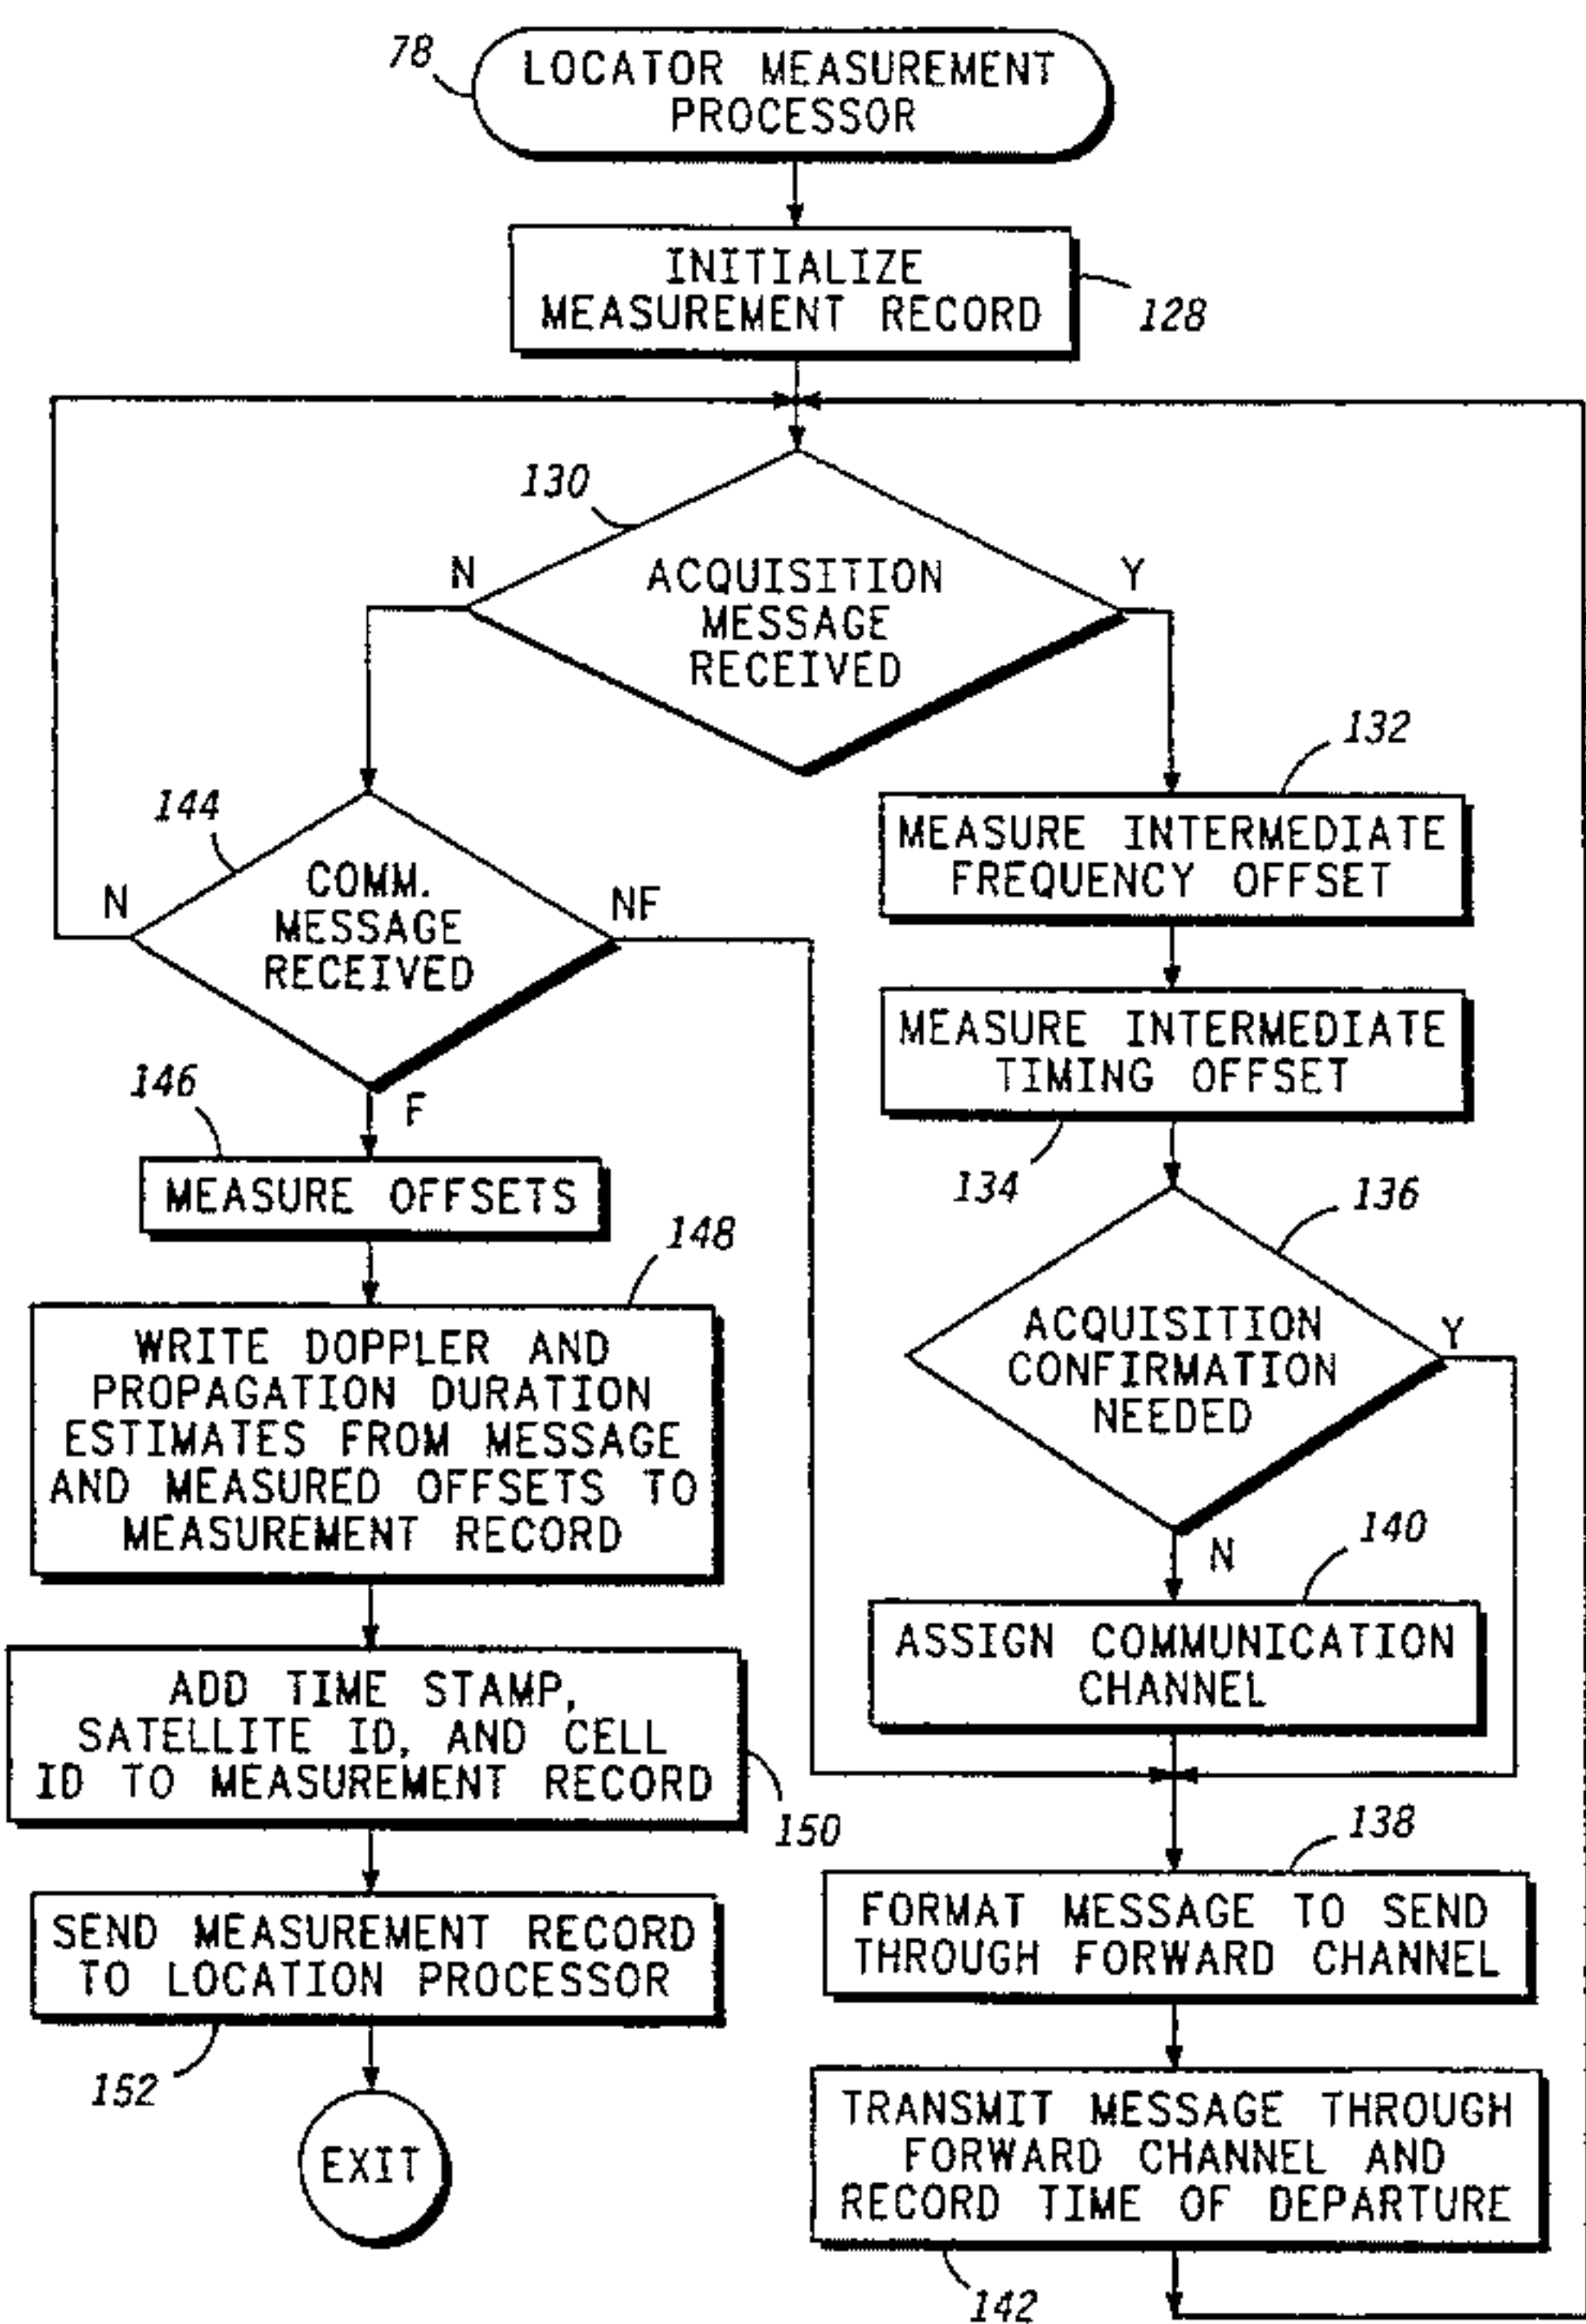 78
LOCATOR MEASUREMENT
PROCESSOR
INITIALIZE
MEASUREMENT RECORD
128
130
N
ACQUISITION
MESSAGE
RECEIVED
Y
132
MEASURE INTERMEDIATE
FREQUENCY OFFSET
144
N
COMM.
MESSAGE
RECEIVED
NF
F
MEASURE INTERMEDIATE
TIMING OFFSET
134
146
MEASURE OFFSETS
136
ACQUISITION
CONFIRMATION
NEEDED
Y
N
148
WRITE DOPPLER AND
PROPAGATION DURATION
ESTIMATES FROM MESSAGE
AND MEASURED OFFSETS TO
MEASUREMENT RECORD
140
ASSIGN COMMUNICATION
CHANNEL
ADD TIME STAMP,
SATELLITE ID, AND CELL
ID TO MEASUREMENT RECORD
150
138
FORMAT MESSAGE TO SEND
THROUGH FORWARD CHANNEL
SEND MEASUREMENT RECORD
TO LOCATION PROCESSOR
152
EXIT
TRANSMIT MESSAGE THROUGH
FORWARD CHANNEL AND
RECORD TIME OF DEPARTURE
142